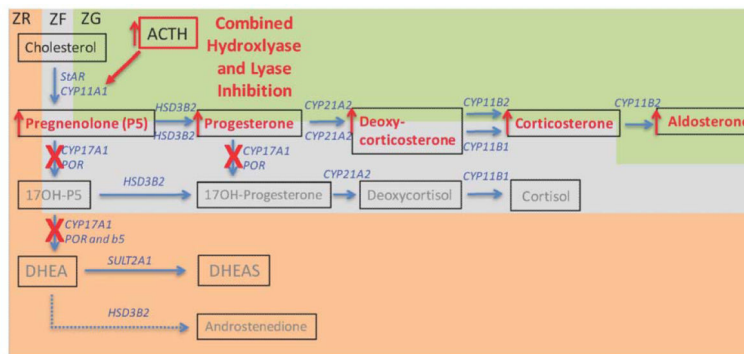 ZR ZF ZG
ACTH
Combined
Hydroxlyase
and Lyase
Inhibition
Cholesterol
StAR
CYP11A1
HSD3B2
CYP21A2
CYP11B2
CYP11B2
Pregnenolone (P5)
Progesterone
Deoxy-
corticosterone
Corticosterone
Aldosterone
HSD3B2
CYP21A2
CYP11B1
CYP17A1
POR
CYP17A1
POR
17OH-P5
HSD3B2
17OH-Progesterone
CYP21A2
Deoxycortisol
CYP11B1
Cortisol
CYP17A1
POR and b5
DHEA
SULT2A1
DHEAS
HSD3B2
Androstenedione